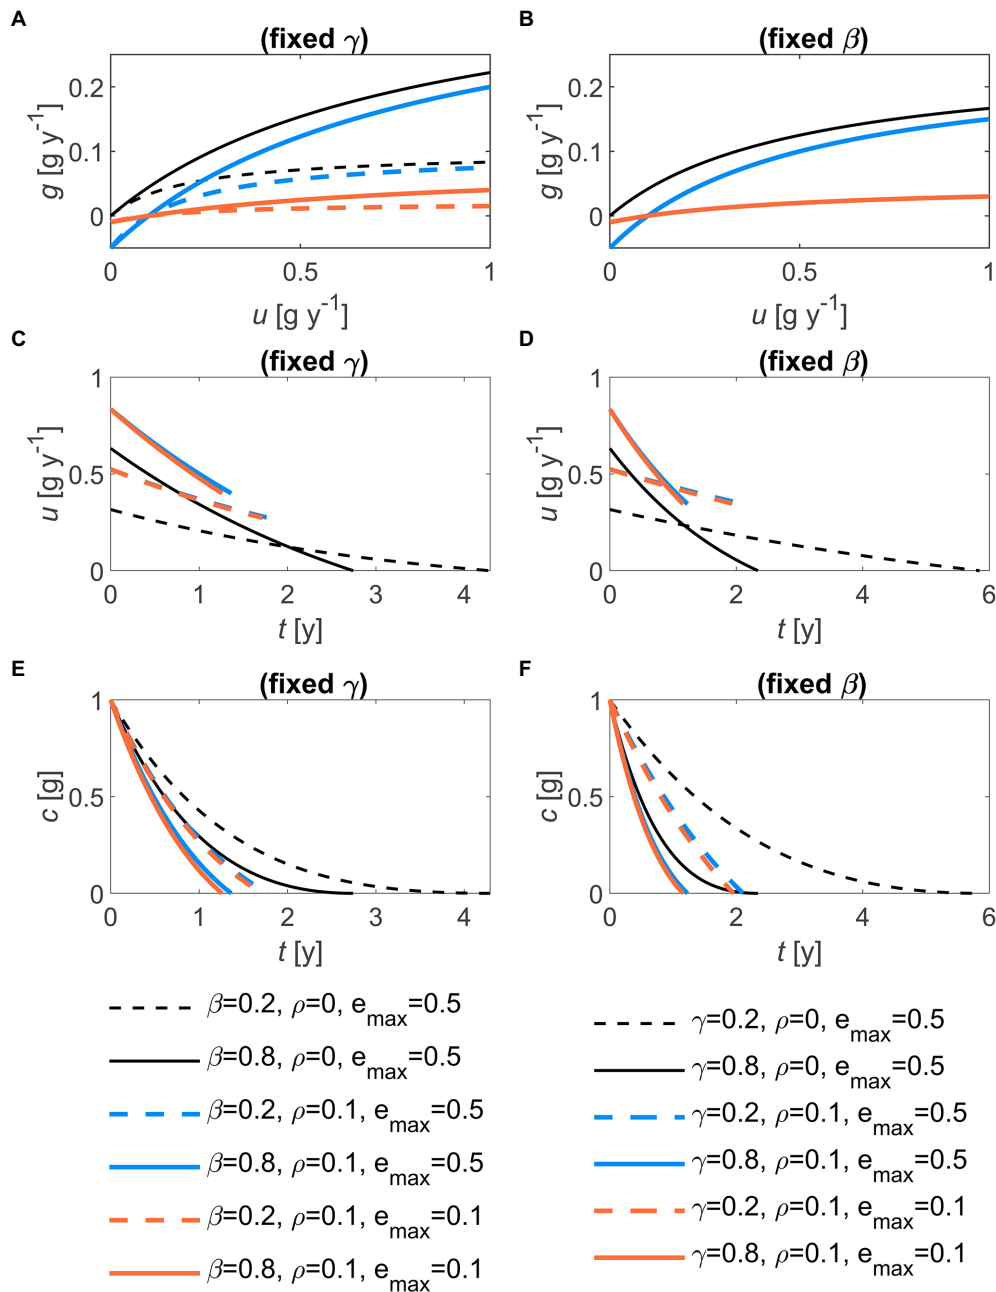 A
B
(fixed γ)
(fixed β)
g [g y⁻¹]
0.2
0.1
0
0
0.5
1
u [g y⁻¹]
g [g y⁻¹]
0.2
0.1
0
0
0.5
1
u [g y⁻¹]
C
D
(fixed γ)
(fixed β)
u [g y⁻¹]
1
0.5
0
0
1
2
3
4
t [y]
u [g y⁻¹]
1
0.5
0
0
2
4
6
t [y]
E
F
(fixed γ)
(fixed β)
c [g]
1
0.5
0
0
1
2
3
4
t [y]
c [g]
1
0.5
0
0
2
4
6
t [y]
β=0.2, ρ=0, e_max=0.5
β=0.8, ρ=0, e_max=0.5
β=0.2, ρ=0.1, e_max=0.5
β=0.8, ρ=0.1, e_max=0.5
β=0.2, ρ=0.1, e_max=0.1
β=0.8, ρ=0.1, e_max=0.1
γ=0.2, ρ=0, e_max=0.5
γ=0.8, ρ=0, e_max=0.5
γ=0.2, ρ=0.1, e_max=0.5
γ=0.8, ρ=0.1, e_max=0.5
γ=0.2, ρ=0.1, e_max=0.1
γ=0.8, ρ=0.1, e_max=0.1